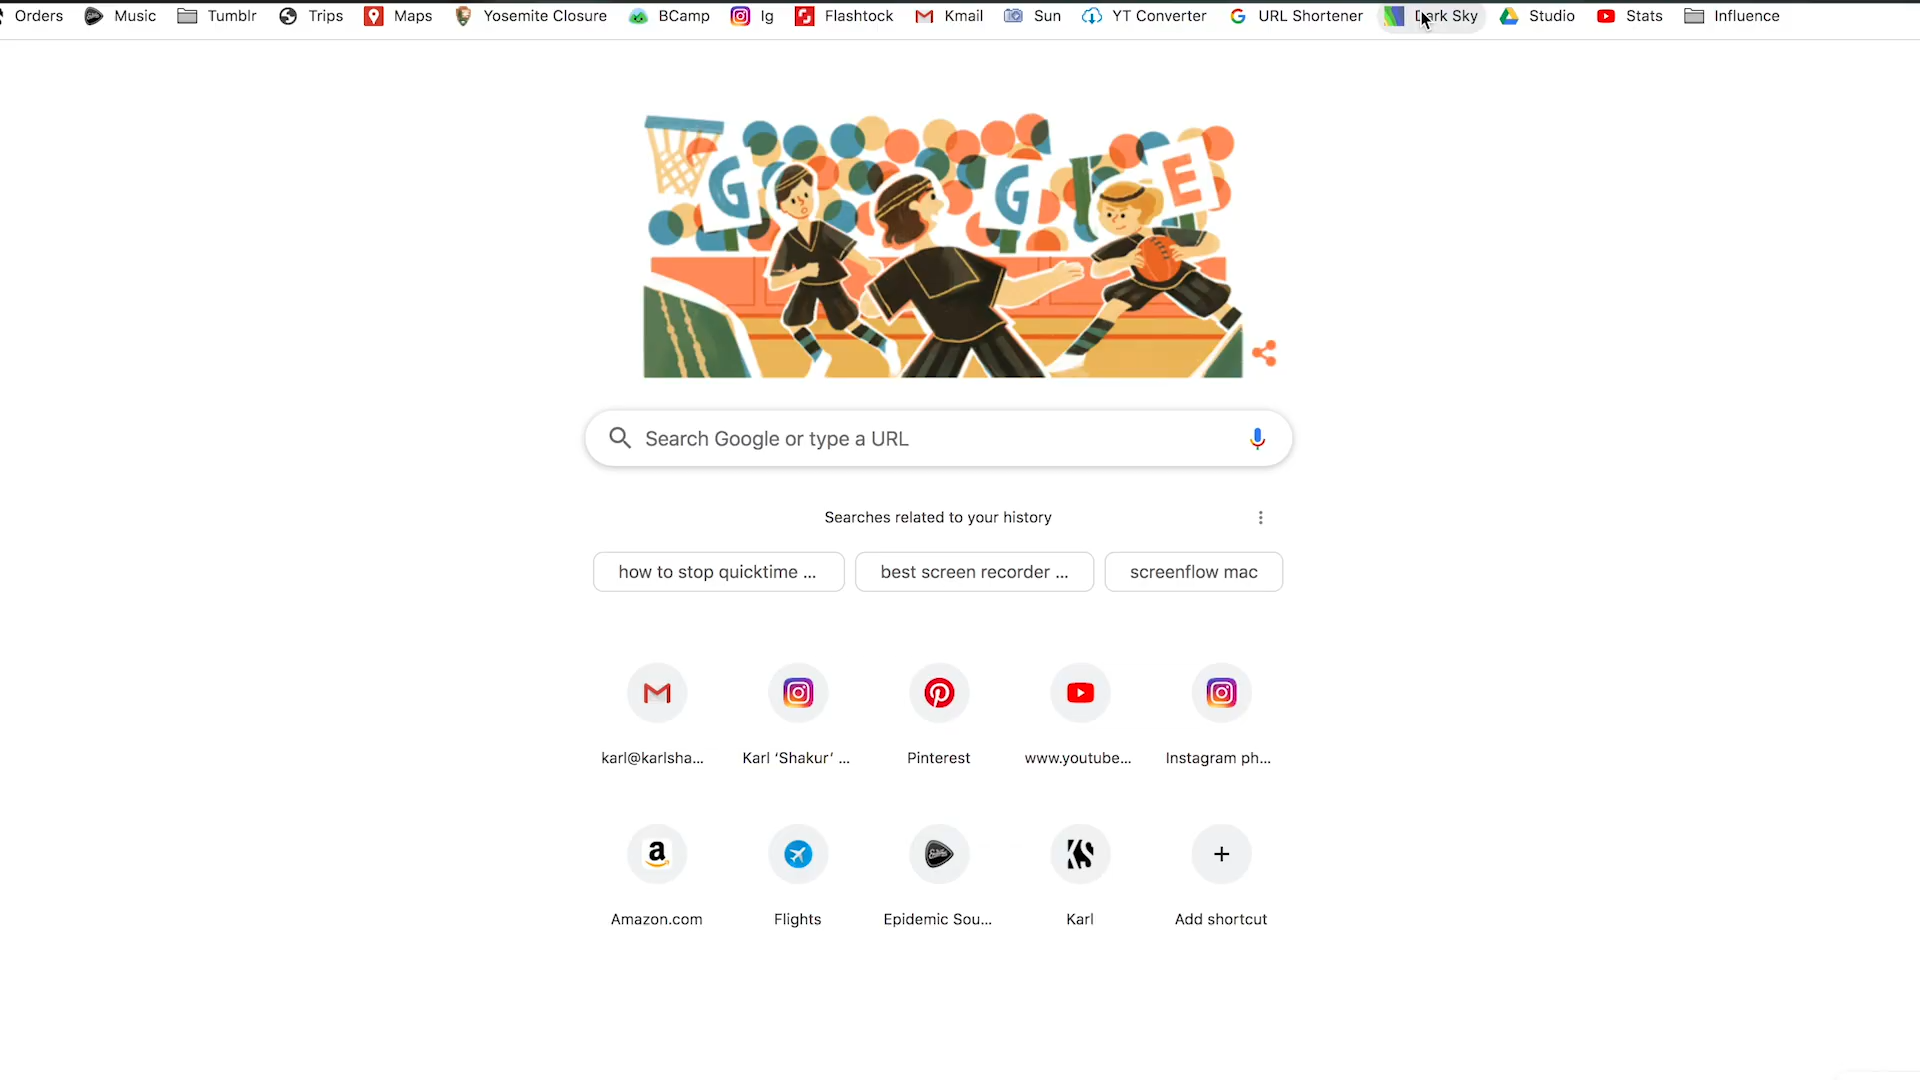 Orders Music Tumblr Trips Maps Yosemite Closure BCamp Ig Flashtock Kmail Sun YT Converter URL Shortener Dark Sky Studio Stats Influence
G G E
Search Google or type a URL
Searches related to your history
how to stop quicktime ... best screen recorder ... screenflow mac
karl@karlsha... Karl ‘Shakur’ ... Pinterest www.youtube... Instagram ph...
Amazon.com Flights Epidemic Sou... Karl Add shortcut